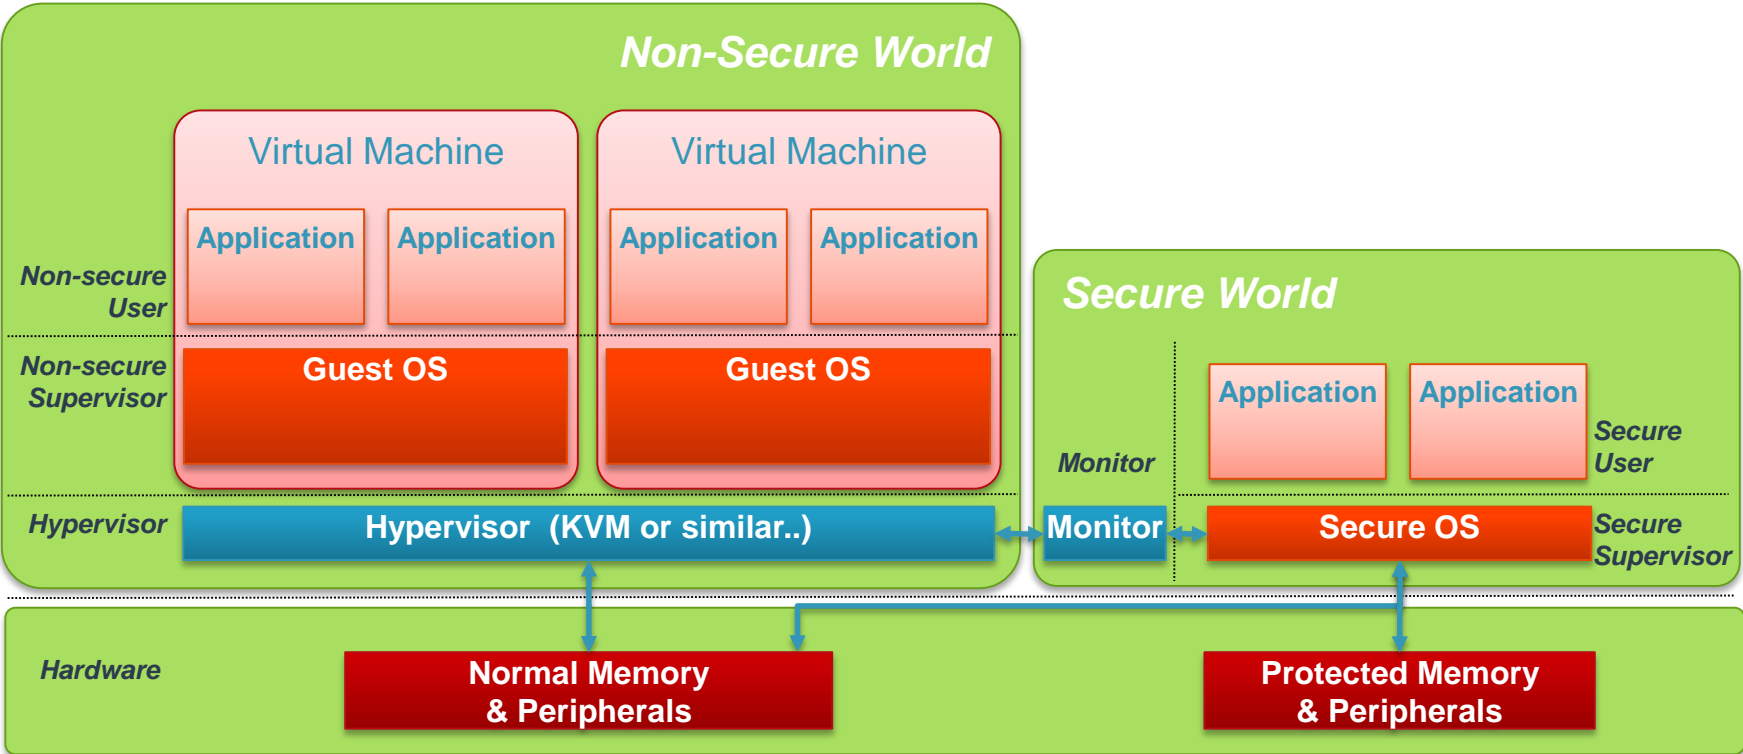 Non-Secure World
Virtual Machine
Virtual Machine
Application
Application
Application
Application
Non-secure
User
Non-secure
Supervisor
Guest OS
Guest OS
Hypervisor
Hypervisor  (KVM or similar..)
Secure World
Monitor
Application
Application
Secure
User
Monitor
Secure OS
Secure
Supervisor
Hardware
Normal Memory
& Peripherals
Protected Memory
& Peripherals